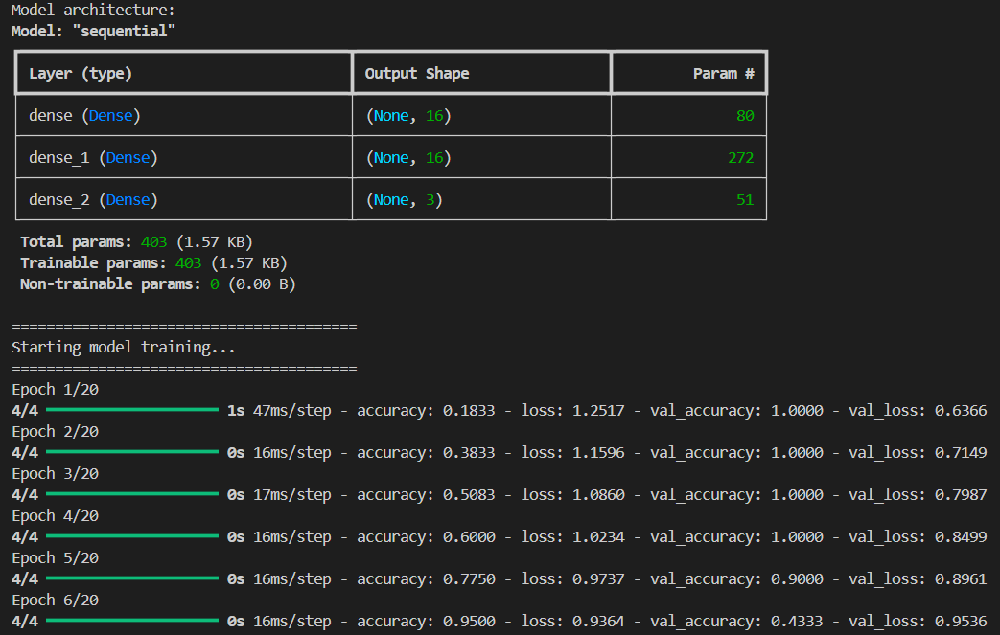 Model architecture:
Model: "sequential"
Layer (type) Output Shape Param #
dense (Dense) (None, 16) 80
dense_1 (Dense) (None, 16) 272
dense_2 (Dense) (None, 3) 51
Total params: 403 (1.57 KB)
Trainable params: 403 (1.57 KB)
Non-trainable params: 0 (0.00 B)
========================================
Starting model training...
========================================
Epoch 1/20
4/4 1s 47ms/step - accuracy: 0.1833 - loss: 1.2517 - val_accuracy: 1.0000 - val_loss: 0.6366
Epoch 2/20
4/4 0s 16ms/step - accuracy: 0.3833 - loss: 1.1596 - val_accuracy: 1.0000 - val_loss: 0.7149
Epoch 3/20
4/4 0s 17ms/step - accuracy: 0.5083 - loss: 1.0860 - val_accuracy: 1.0000 - val_loss: 0.7987
Epoch 4/20
4/4 0s 16ms/step - accuracy: 0.6000 - loss: 1.0234 - val_accuracy: 1.0000 - val_loss: 0.8499
Epoch 5/20
4/4 0s 16ms/step - accuracy: 0.7750 - loss: 0.9737 - val_accuracy: 0.9000 - val_loss: 0.8961
Epoch 6/20
4/4 0s 16ms/step - accuracy: 0.9500 - loss: 0.9364 - val_accuracy: 0.4333 - val_loss: 0.9536